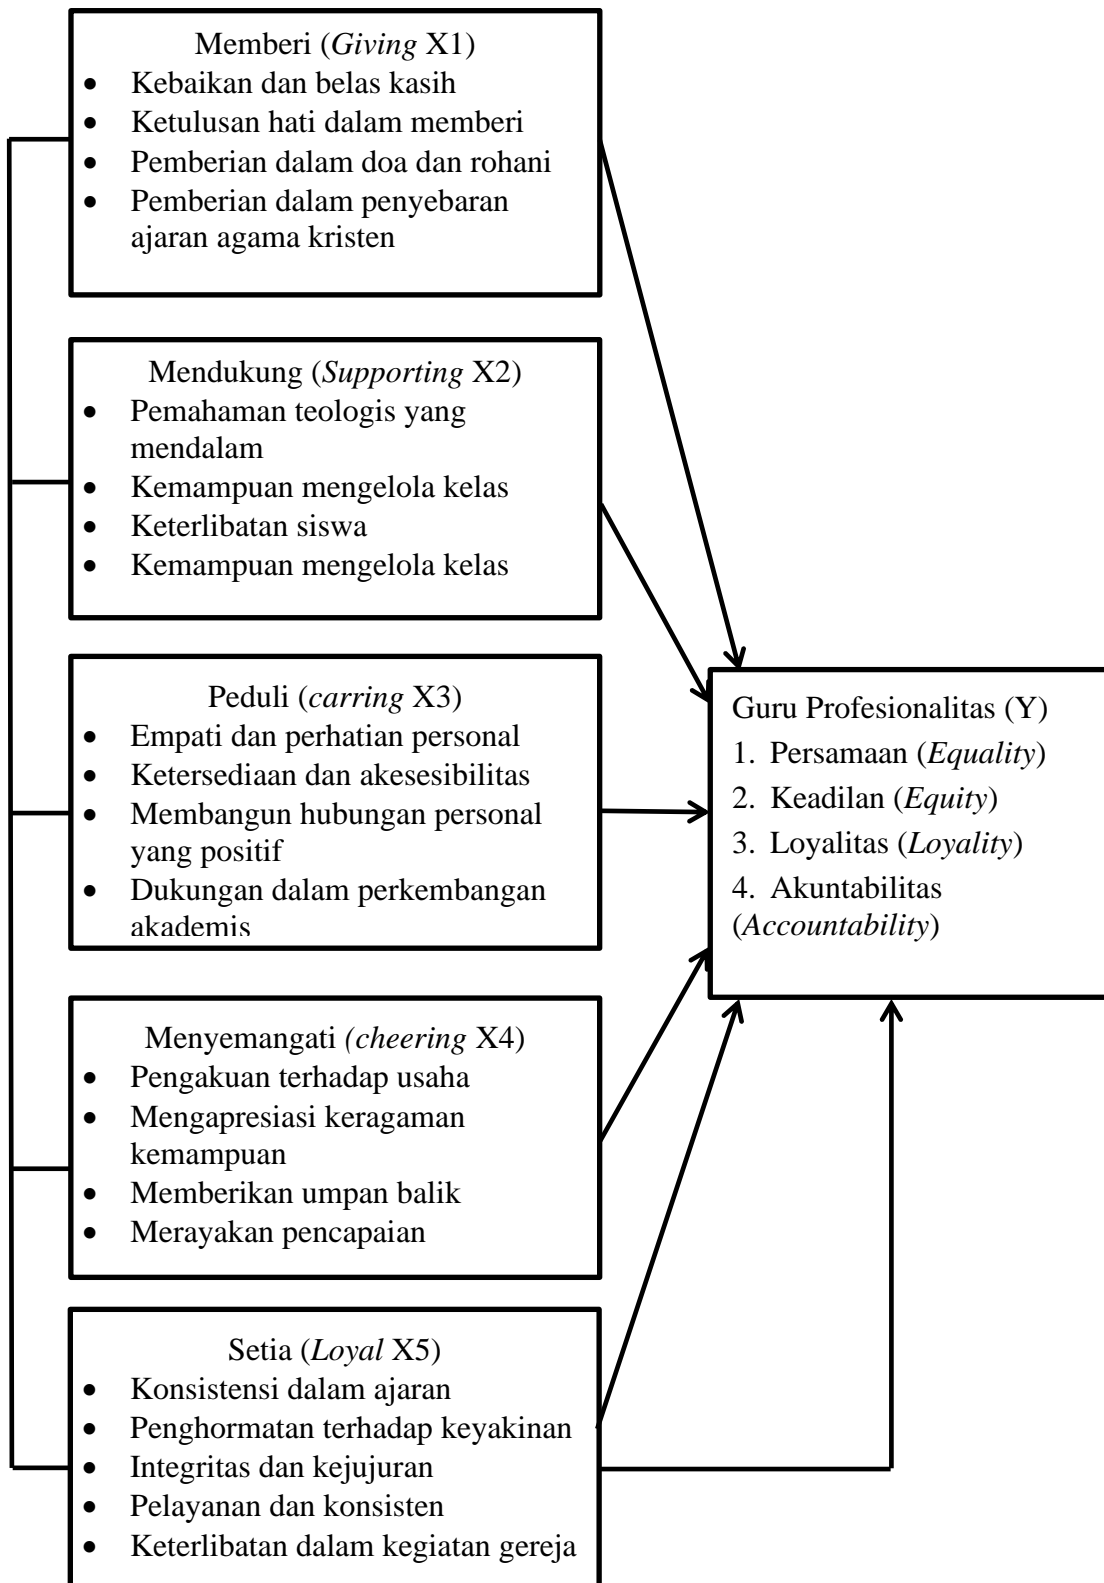 Memberi (Giving X1)
• Kebaikan dan belas kasih
• Ketulusan hati dalam memberi
• Pemberian dalam doa dan rohani
• Pemberian dalam penyebaran
ajaran agama kristen
Mendukung (Supporting X2)
• Pemahaman teologis yang
mendalam
• Kemampuan mengelola kelas
• Keterlibatan siswa
• Kemampuan mengelola kelas
Peduli (carring X3)
• Empati dan perhatian personal
• Ketersediaan dan aksesibilitas
• Membangun hubungan personal
yang positif
• Dukungan dalam perkembangan
akademis
Menyemangati (cheering X4)
• Pengakuan terhadap usaha
• Mengapresiasi keragaman
kemampuan
• Memberikan umpan balik
• Merayakan pencapaian
Setia (Loyal X5)
• Konsistensi dalam ajaran
• Penghormatan terhadap keyakinan
• Integritas dan kejujuran
• Pelayanan dan konsisten
• Keterlibatan dalam kegiatan gereja
Guru Profesionalitas (Y)
1. Persamaan (Equality)
2. Keadilan (Equity)
3. Loyalitas (Loyality)
4. Akuntabilitas
(Accountability)